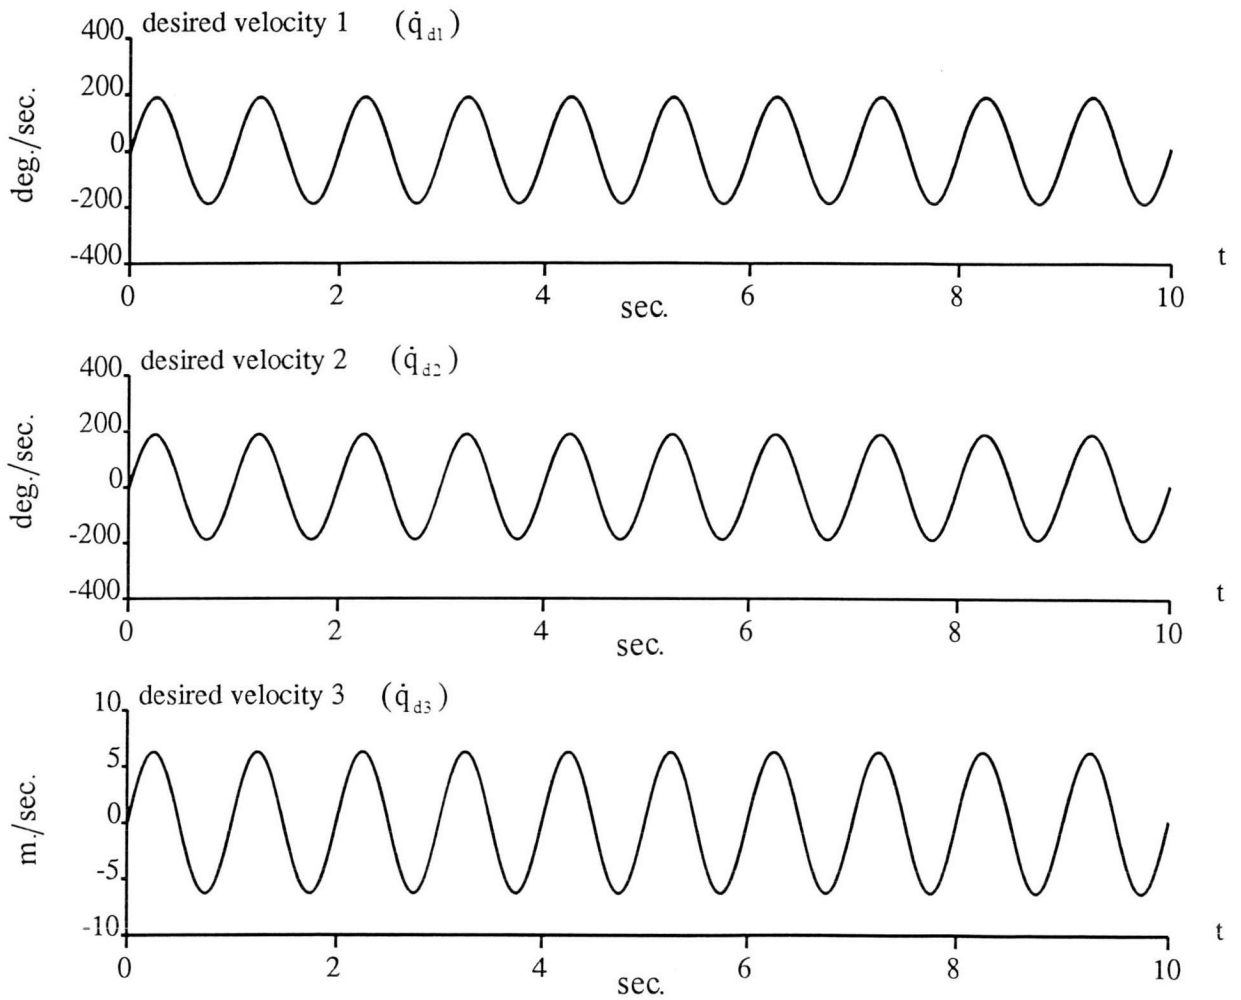 desired velocity 1 (q̇d1)
400
200
0
-200
-400
deg./sec.
0 2 4 6 8 10
sec.
t
desired velocity 2 (q̇d2)
400
200
0
-200
-400
deg./sec.
0 2 4 6 8 10
sec.
t
desired velocity 3 (q̇d3)
10
5
0
-5
-10
m./sec.
0 2 4 6 8 10
sec.
t